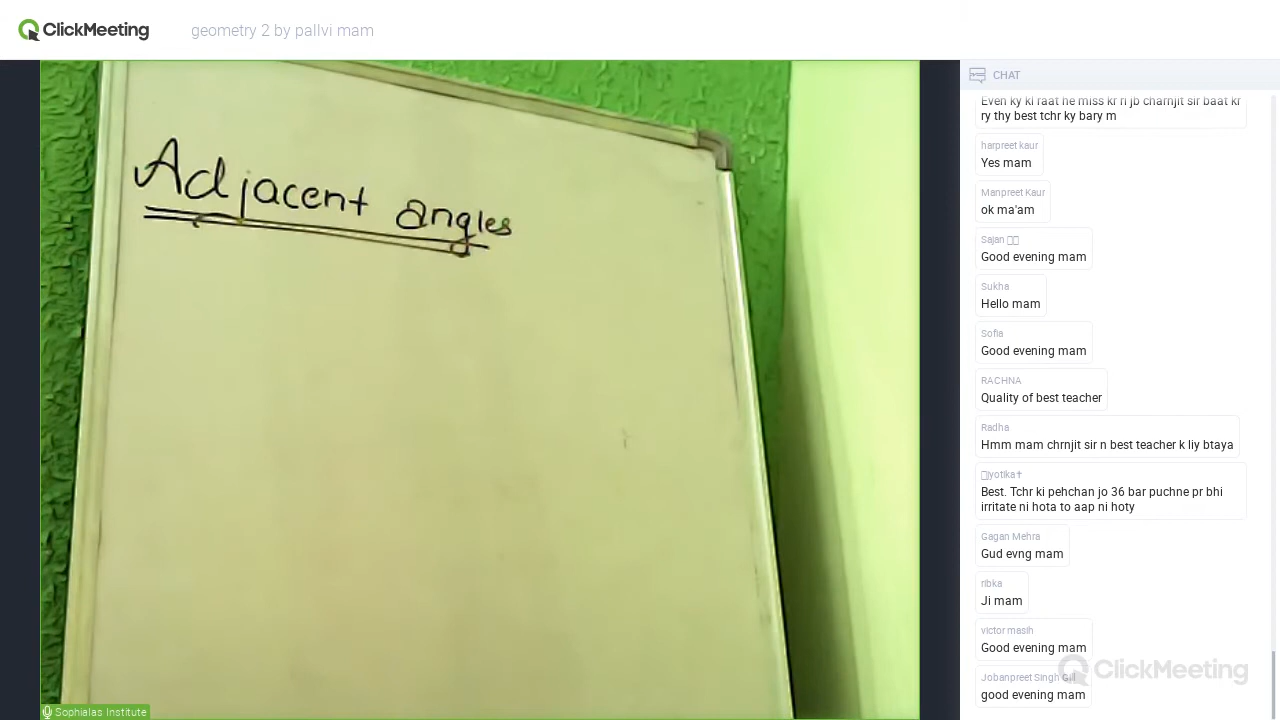 ClickMeeting
geometry 2 by pallvi mam
Adjacent angles
Sophialas Institute
CHAT
Even ky ki raat he miss kr ri jb charnjit sir baat kr
ry thy best tchr ky bary m
harpreet kaur
Yes mam
Manpreet Kaur
ok ma'am
Sajan
Good evening mam
Sukha
Hello mam
Sofia
Good evening mam
RACHNA
Quality of best teacher
Radha
Hmm mam chrnjit sir n best teacher k liy btaya
yotika✝
Best. Tchr ki pehchan jo 36 bar puchne pr bhi
irritate ni hota to aap ni hoty
Gagan Mehra
Gud evng mam
ribka
Ji mam
victor masih
Good evening mam
Jobanpreet Singh Gill
good evening mam
ClickMeeting